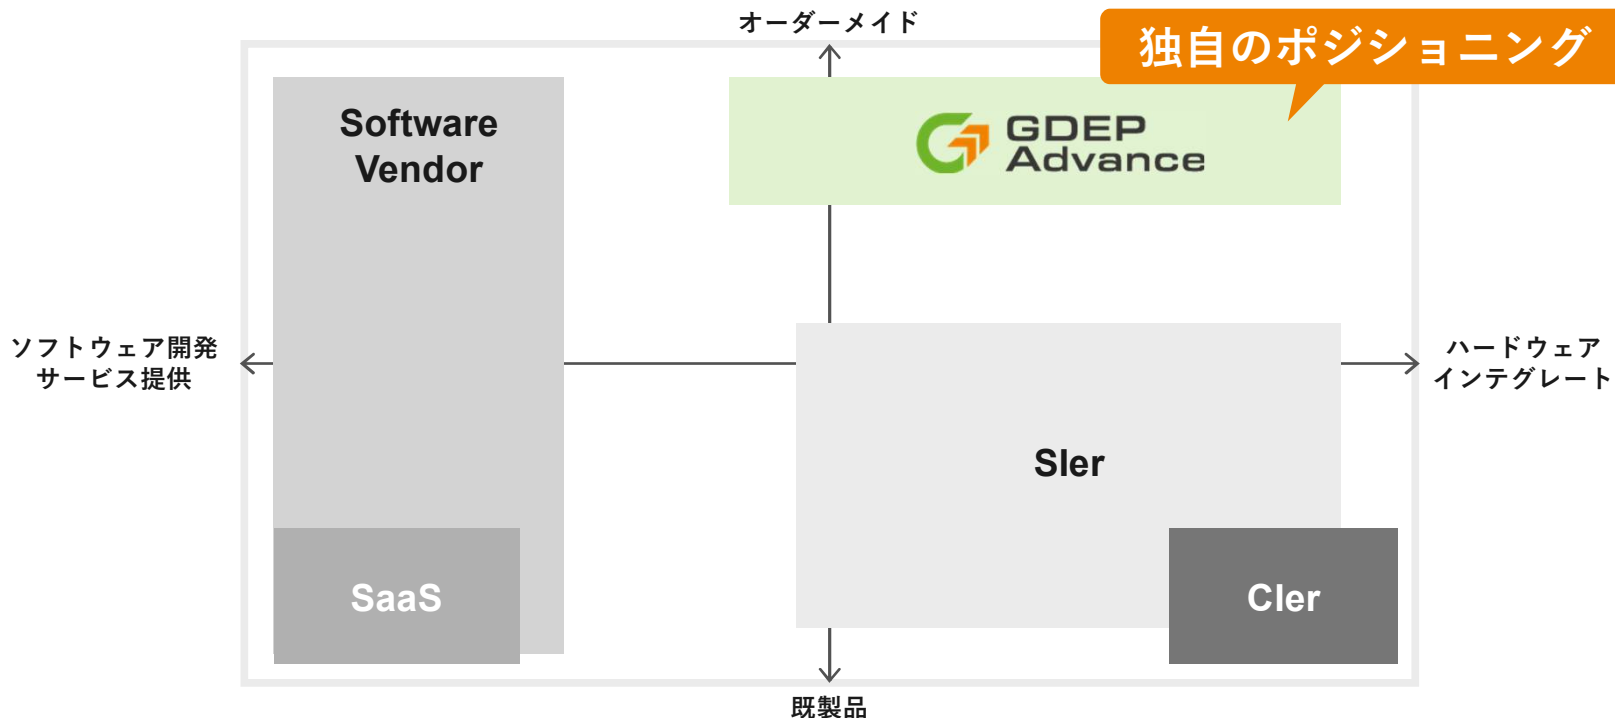 オーダーメイド
独自のポジショニング
Software
Vendor
GDEP
Advance
ソフトウェア開発
サービス提供
ハードウェア
インテグレート
SIer
SaaS
CIer
既製品